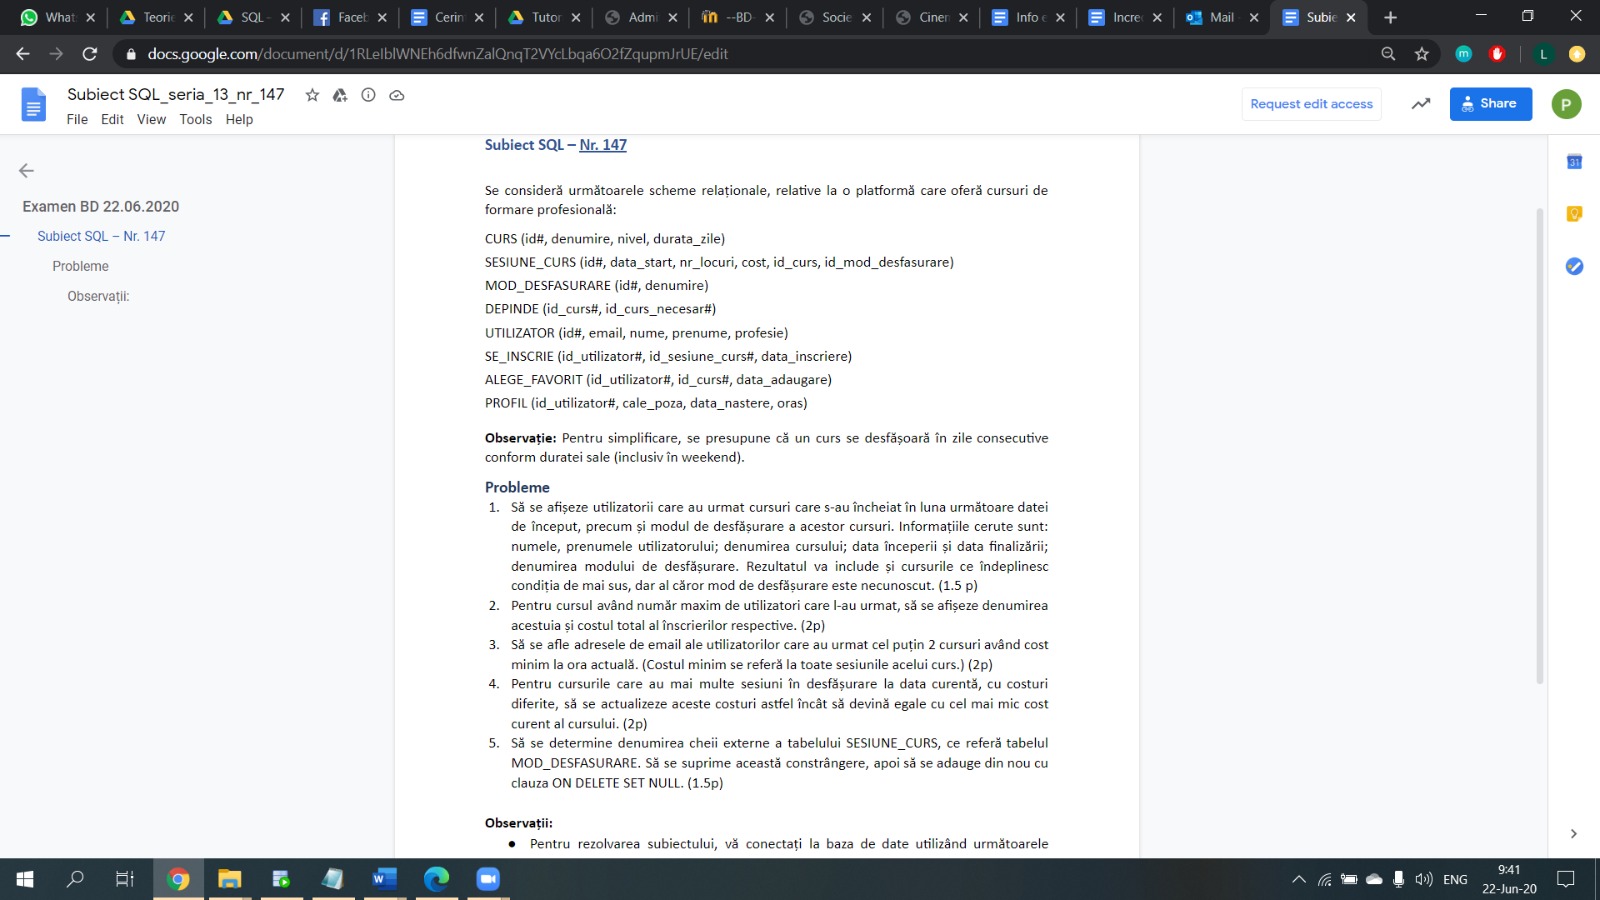 What:
Teorie
SQL -
Faceb
Cerin
Tutor
Admi
--BD-
Socie
Cinem
Info e
Incre
Mail -
Subie
docs.google.com/document/d/1RLeIblWNEh6dfwnZalQnqT2VYcLbqa6O2fZqupmJrUE/edit
m
L
Subiect SQL_seria_13_nr_147
File Edit View Tools Help
Request edit access
Share
P
31
Examen BD 22.06.2020
Subiect SQL – Nr. 147
Probleme
Observații:
Subiect SQL – Nr. 147
Se consideră următoarele scheme relaționale, relative la o platformă care oferă cursuri de
formare profesională:
CURS (id#, denumire, nivel, durata_zile)
SESIUNE_CURS (id#, data_start, nr_locuri, cost, id_curs, id_mod_desfasurare)
MOD_DESFASURARE (id#, denumire)
DEPINDE (id_curs#, id_curs_necesar#)
UTILIZATOR (id#, email, nume, prenume, profesie)
SE_INSCRIE (id_utilizator#, id_sesiune_curs#, data_inscriere)
ALEGE_FAVORIT (id_utilizator#, id_curs#, data_adaugare)
PROFIL (id_utilizator#, cale_poza, data_nastere, oras)
Observație: Pentru simplificare, se presupune că un curs se desfășoară în zile consecutive
conform duratei sale (inclusiv în weekend).
Probleme
1. Să se afișeze utilizatorii care au urmat cursuri care s-au încheiat în luna următoare datei
de început, precum și modul de desfășurare a acestor cursuri. Informațiile cerute sunt:
numele, prenumele utilizatorului; denumirea cursului; data începerii și data finalizării;
denumirea modului de desfășurare. Rezultatul va include și cursurile ce îndeplinesc
condiția de mai sus, dar al căror mod de desfășurare este necunoscut. (1.5 p)
2. Pentru cursul având număr maxim de utilizatori care l-au urmat, să se afișeze denumirea
acestuia și costul total al înscrierilor respective. (2p)
3. Să se afle adresele de email ale utilizatorilor care au urmat cel puțin 2 cursuri având cost
minim la ora actuală. (Costul minim se referă la toate sesiunile acelui curs.) (2p)
4. Pentru cursurile care au mai multe sesiuni în desfășurare la data curentă, cu costuri
diferite, să se actualizeze aceste costuri astfel încât să devină egale cu cel mai mic cost
curent al cursului. (2p)
5. Să se determine denumirea cheii externe a tabelului SESIUNE_CURS, ce referă tabelul
MOD_DESFASURARE. Să se suprime această constrângere, apoi să se adauge din nou cu
clauza ON DELETE SET NULL. (1.5p)
Observații:
● Pentru rezolvarea subiectului, vă conectați la baza de date utilizând următoarele
ENG
9:41
22-Jun-20